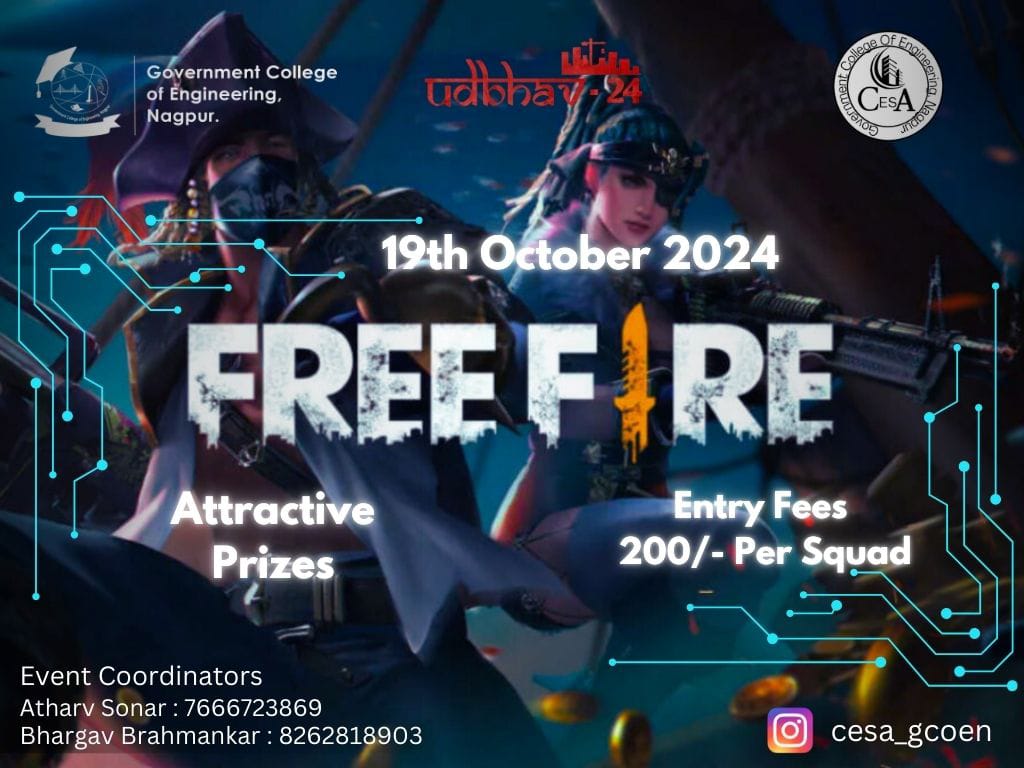 Government College
of Engineering,
Nagpur.
udbhav-24
Government College Of Engineering, Nagpur
CESA
19th October 2024
FREE FIRE
Attractive
Prizes
Entry Fees
200/- Per Squad
Event Coordinators
Atharv Sonar : 7666723869
Bhargav Brahmankar : 8262818903
cesa_gcoen